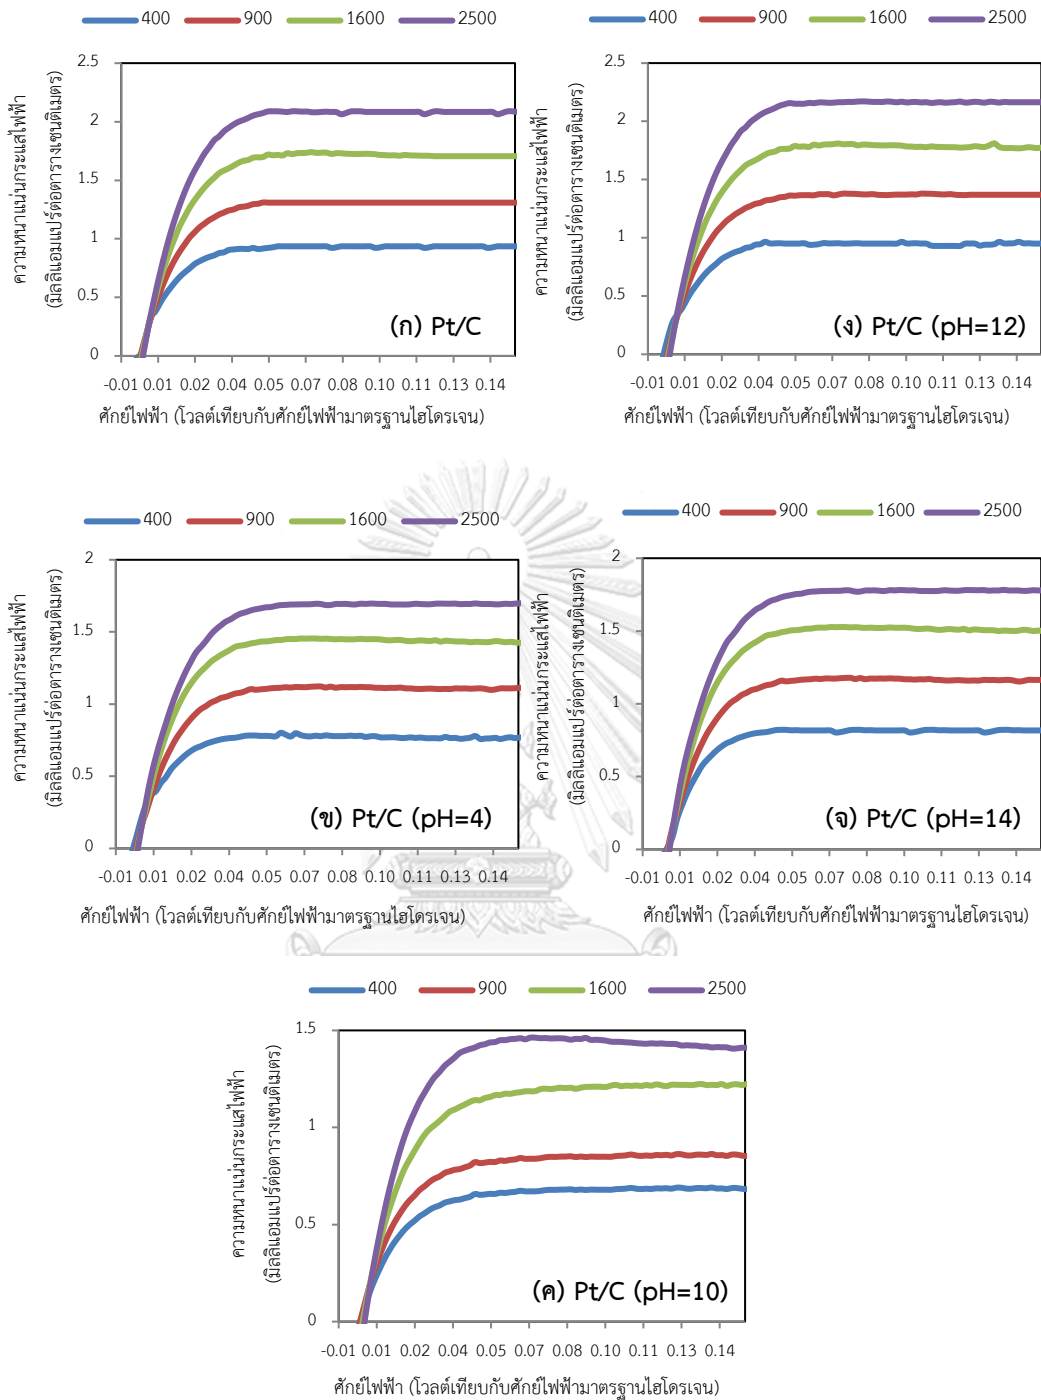 400 900 1600 2500
2.5
2
1.5
1
0.5
0
ความหนาแน่นกระแสไฟฟ้า
(มิลลิแอมแปร์ต่อตารางเซนติเมตร)
(ก) Pt/C
-0.01 0.01 0.02 0.04 0.05 0.07 0.08 0.10 0.11 0.13 0.14
ศักย์ไฟฟ้า (โวลต์เทียบกับศักย์ไฟฟ้ามาตรฐานไฮโดรเจน)
400 900 1600 2500
2.5
2
1.5
1
0.5
0
ความหนาแน่นกระแสไฟฟ้า
(มิลลิแอมแปร์ต่อตารางเซนติเมตร)
(ง) Pt/C (pH=12)
-0.01 0.01 0.02 0.04 0.05 0.07 0.08 0.10 0.11 0.13 0.14
ศักย์ไฟฟ้า (โวลต์เทียบกับศักย์ไฟฟ้ามาตรฐานไฮโดรเจน)
400 900 1600 2500
2
1.5
1
0.5
0
ความหนาแน่นกระแสไฟฟ้า
(มิลลิแอมแปร์ต่อตารางเซนติเมตร)
(ข) Pt/C (pH=4)
-0.01 0.01 0.02 0.04 0.05 0.07 0.08 0.10 0.11 0.13 0.14
ศักย์ไฟฟ้า (โวลต์เทียบกับศักย์ไฟฟ้ามาตรฐานไฮโดรเจน)
400 900 1600 2500
2
1.5
1
0.5
0
ความหนาแน่นกระแสไฟฟ้า
(มิลลิแอมแปร์ต่อตารางเซนติเมตร)
(จ) Pt/C (pH=14)
-0.01 0.01 0.02 0.04 0.05 0.07 0.08 0.10 0.11 0.13 0.14
ศักย์ไฟฟ้า (โวลต์เทียบกับศักย์ไฟฟ้ามาตรฐานไฮโดรเจน)
400 900 1600 2500
1.5
1
0.5
0
ความหนาแน่นกระแสไฟฟ้า
(มิลลิแอมแปร์ต่อตารางเซนติเมตร)
(ค) Pt/C (pH=10)
-0.01 0.01 0.02 0.04 0.05 0.07 0.08 0.10 0.11 0.13 0.14
ศักย์ไฟฟ้า (โวลต์เทียบกับศักย์ไฟฟ้ามาตรฐานไฮโดรเจน)